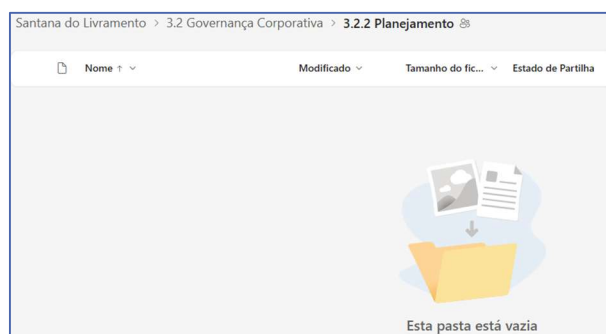 Santana do Livramento > 3.2 Governança Corporativa > 3.2.2 Planejamento
Nome ↑ Modificado Tamanho do fic... Estado de Partilha
Esta pasta está vazia